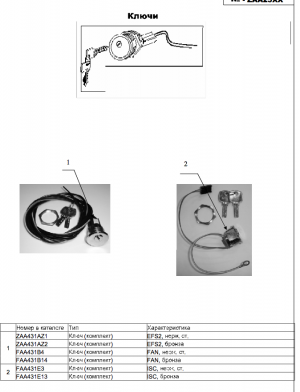 № - ZAA23XX
Ключи
1
2
Номер в каталоге Тип Характеристика
ZAA431AZ1 Ключ (комплект) EFS2, нерж. ст.
ZAA431AZ2 Ключ (комплект) EFS2, бронза
1 FAA431B4 Ключ (комплект) FAN, нерж. ст.
FAA431B14 Ключ (комплект) FAN, бронза
2 FAA431E3 Ключ (комплект) ISC, нерж. ст.
FAA431E13 Ключ (комплект) ISC, бронза